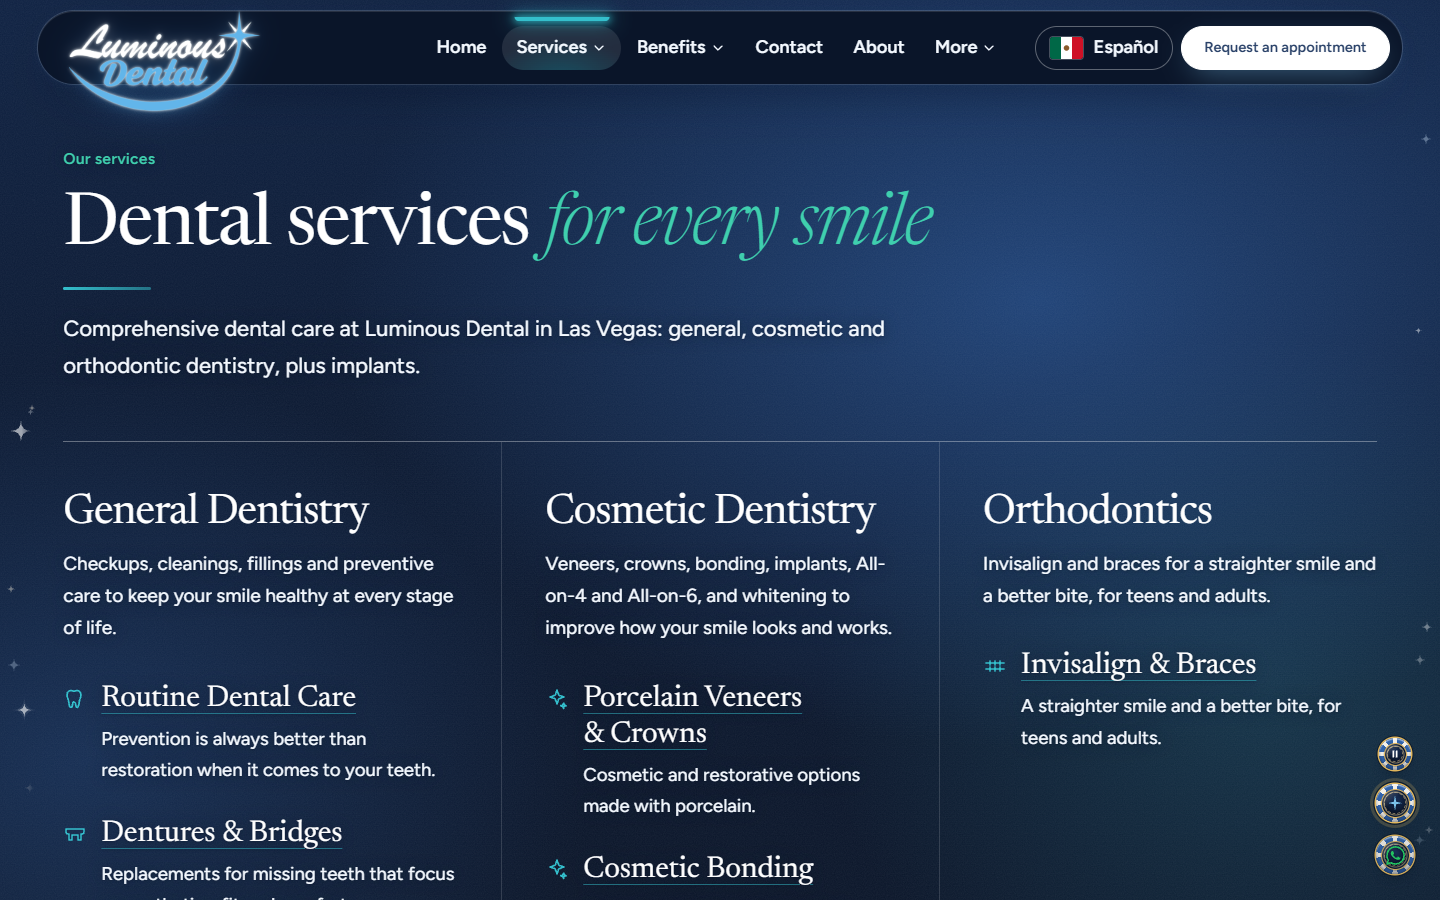 Luminous
Dental
Home
Services
Benefits
Contact
About
More
Español
Request an appointment
Our services
Dental services for every smile
Comprehensive dental care at Luminous Dental in Las Vegas: general, cosmetic and
orthodontic dentistry, plus implants.
General Dentistry
Checkups, cleanings, fillings and preventive
care to keep your smile healthy at every stage
of life.
Routine Dental Care
Prevention is always better than
restoration when it comes to your teeth.
Dentures & Bridges
Replacements for missing teeth that focus
Cosmetic Dentistry
Veneers, crowns, bonding, implants, All-
on-4 and All-on-6, and whitening to
improve how your smile looks and works.
Porcelain Veneers
& Crowns
Cosmetic and restorative options
made with porcelain.
Cosmetic Bonding
Orthodontics
Invisalign and braces for a straighter smile and
a better bite, for teens and adults.
Invisalign & Braces
A straighter smile and a better bite, for
teens and adults.